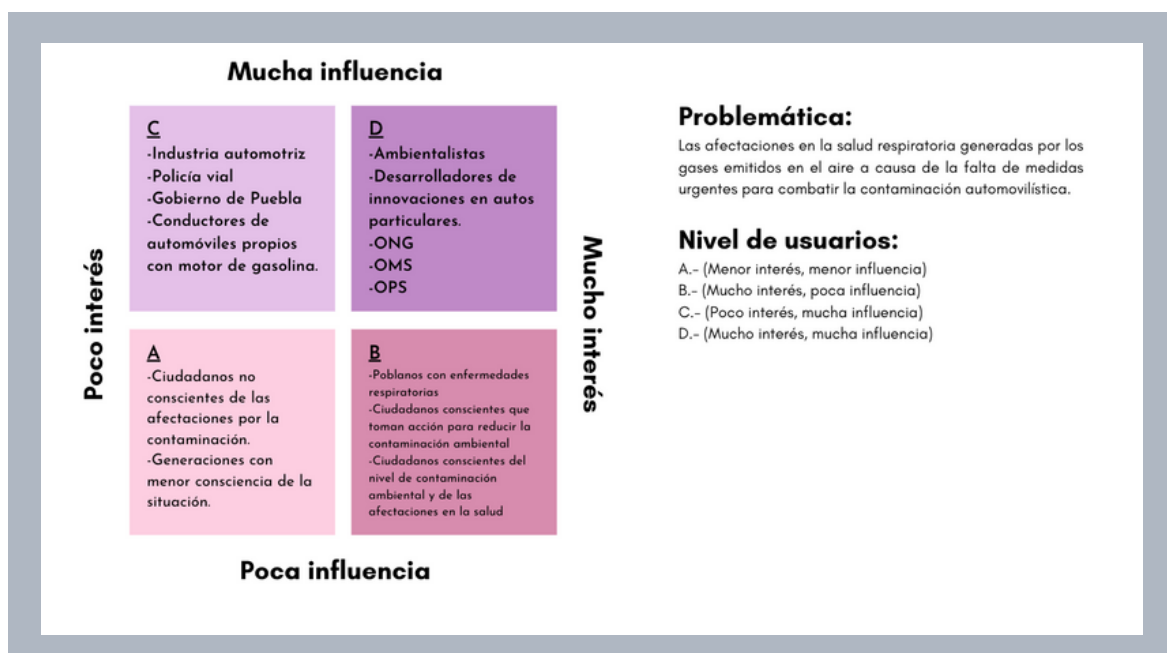 Mucha influencia
C
-Industria automotriz
-Policía vial
-Gobierno de Puebla
-Conductores de
automóviles propios
con motor de gasolina.
D
-Ambientalistas
-Desarrolladores de
innovaciones en autos
particulares.
-ONG
-OMS
-OPS
Poco interés
Mucho interés
A
-Ciudadanos no
conscientes de las
afectaciones por la
contaminación.
-Generaciones con
menor consciencia de la
situación.
B
-Poblanos con enfermedades
respiratorias
-Ciudadanos conscientes que
toman acción para reducir la
contaminación ambiental
-Ciudadanos conscientes del
nivel de contaminación
ambiental y de las
afectaciones en la salud
Poca influencia
Problemática:
Las afectaciones en la salud respiratoria generadas por los
gases emitidos en el aire a causa de la falta de medidas
urgentes para combatir la contaminación automovilística.
Nivel de usuarios:
A.- (Menor interés, menor influencia)
B.- (Mucho interés, poca influencia)
C.- (Poco interés, mucha influencia)
D.- (Mucho interés, mucha influencia)